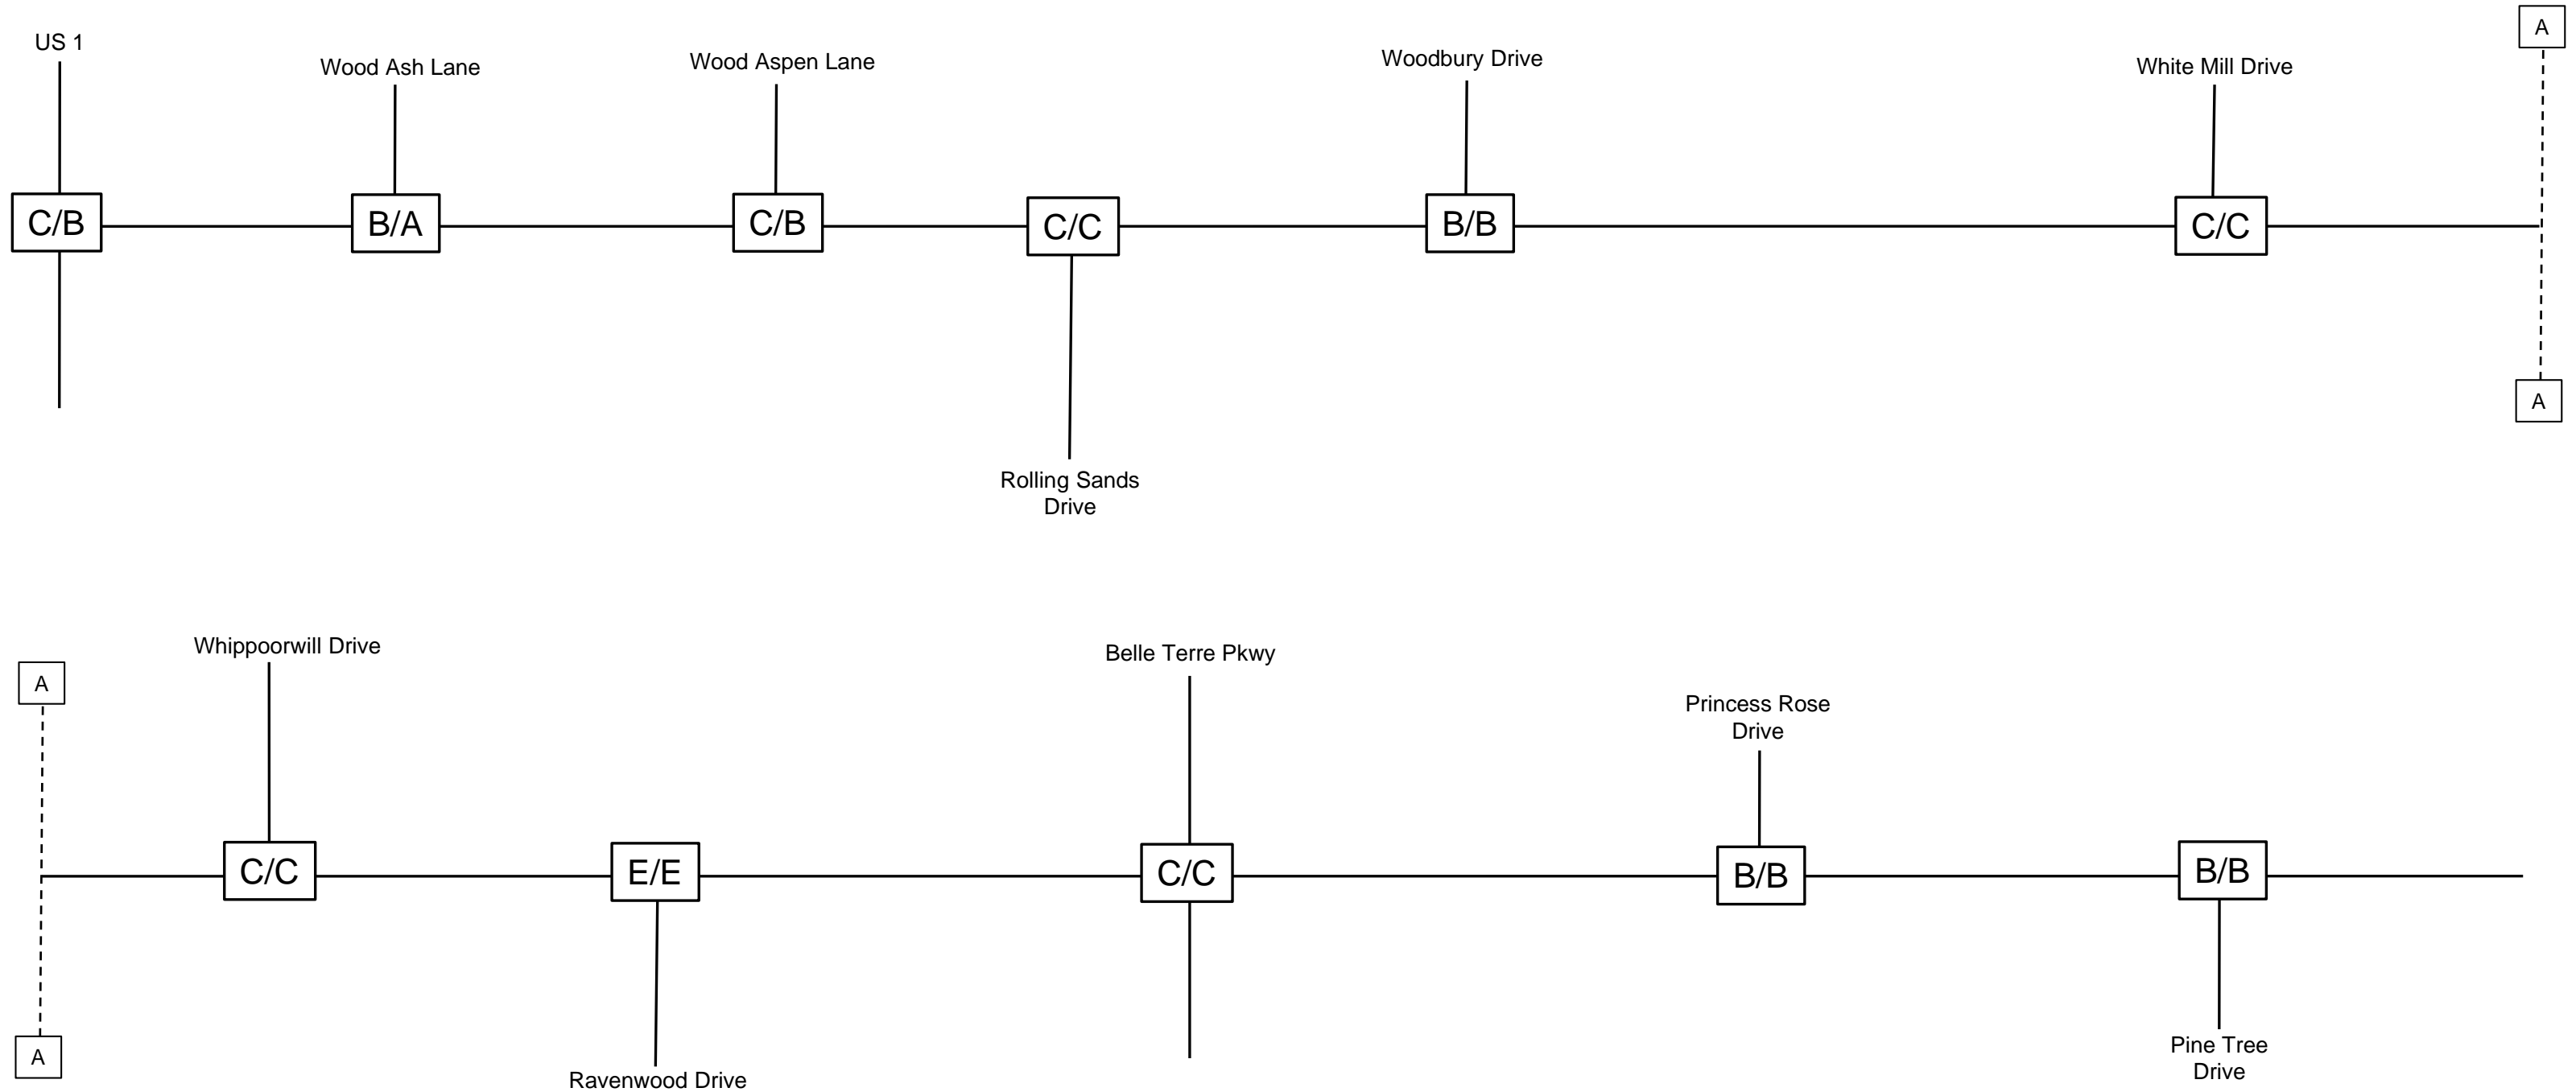 US 1
Wood Ash Lane
Wood Aspen Lane
Woodbury Drive
White Mill Drive
A
C/B
B/A
C/B
C/C
B/B
C/C
A
Rolling Sands
Drive
A
Whippoorwill Drive
Belle Terre Pkwy
Princess Rose
Drive
C/C
E/E
C/C
B/B
B/B
A
Ravenwood Drive
Pine Tree
Drive